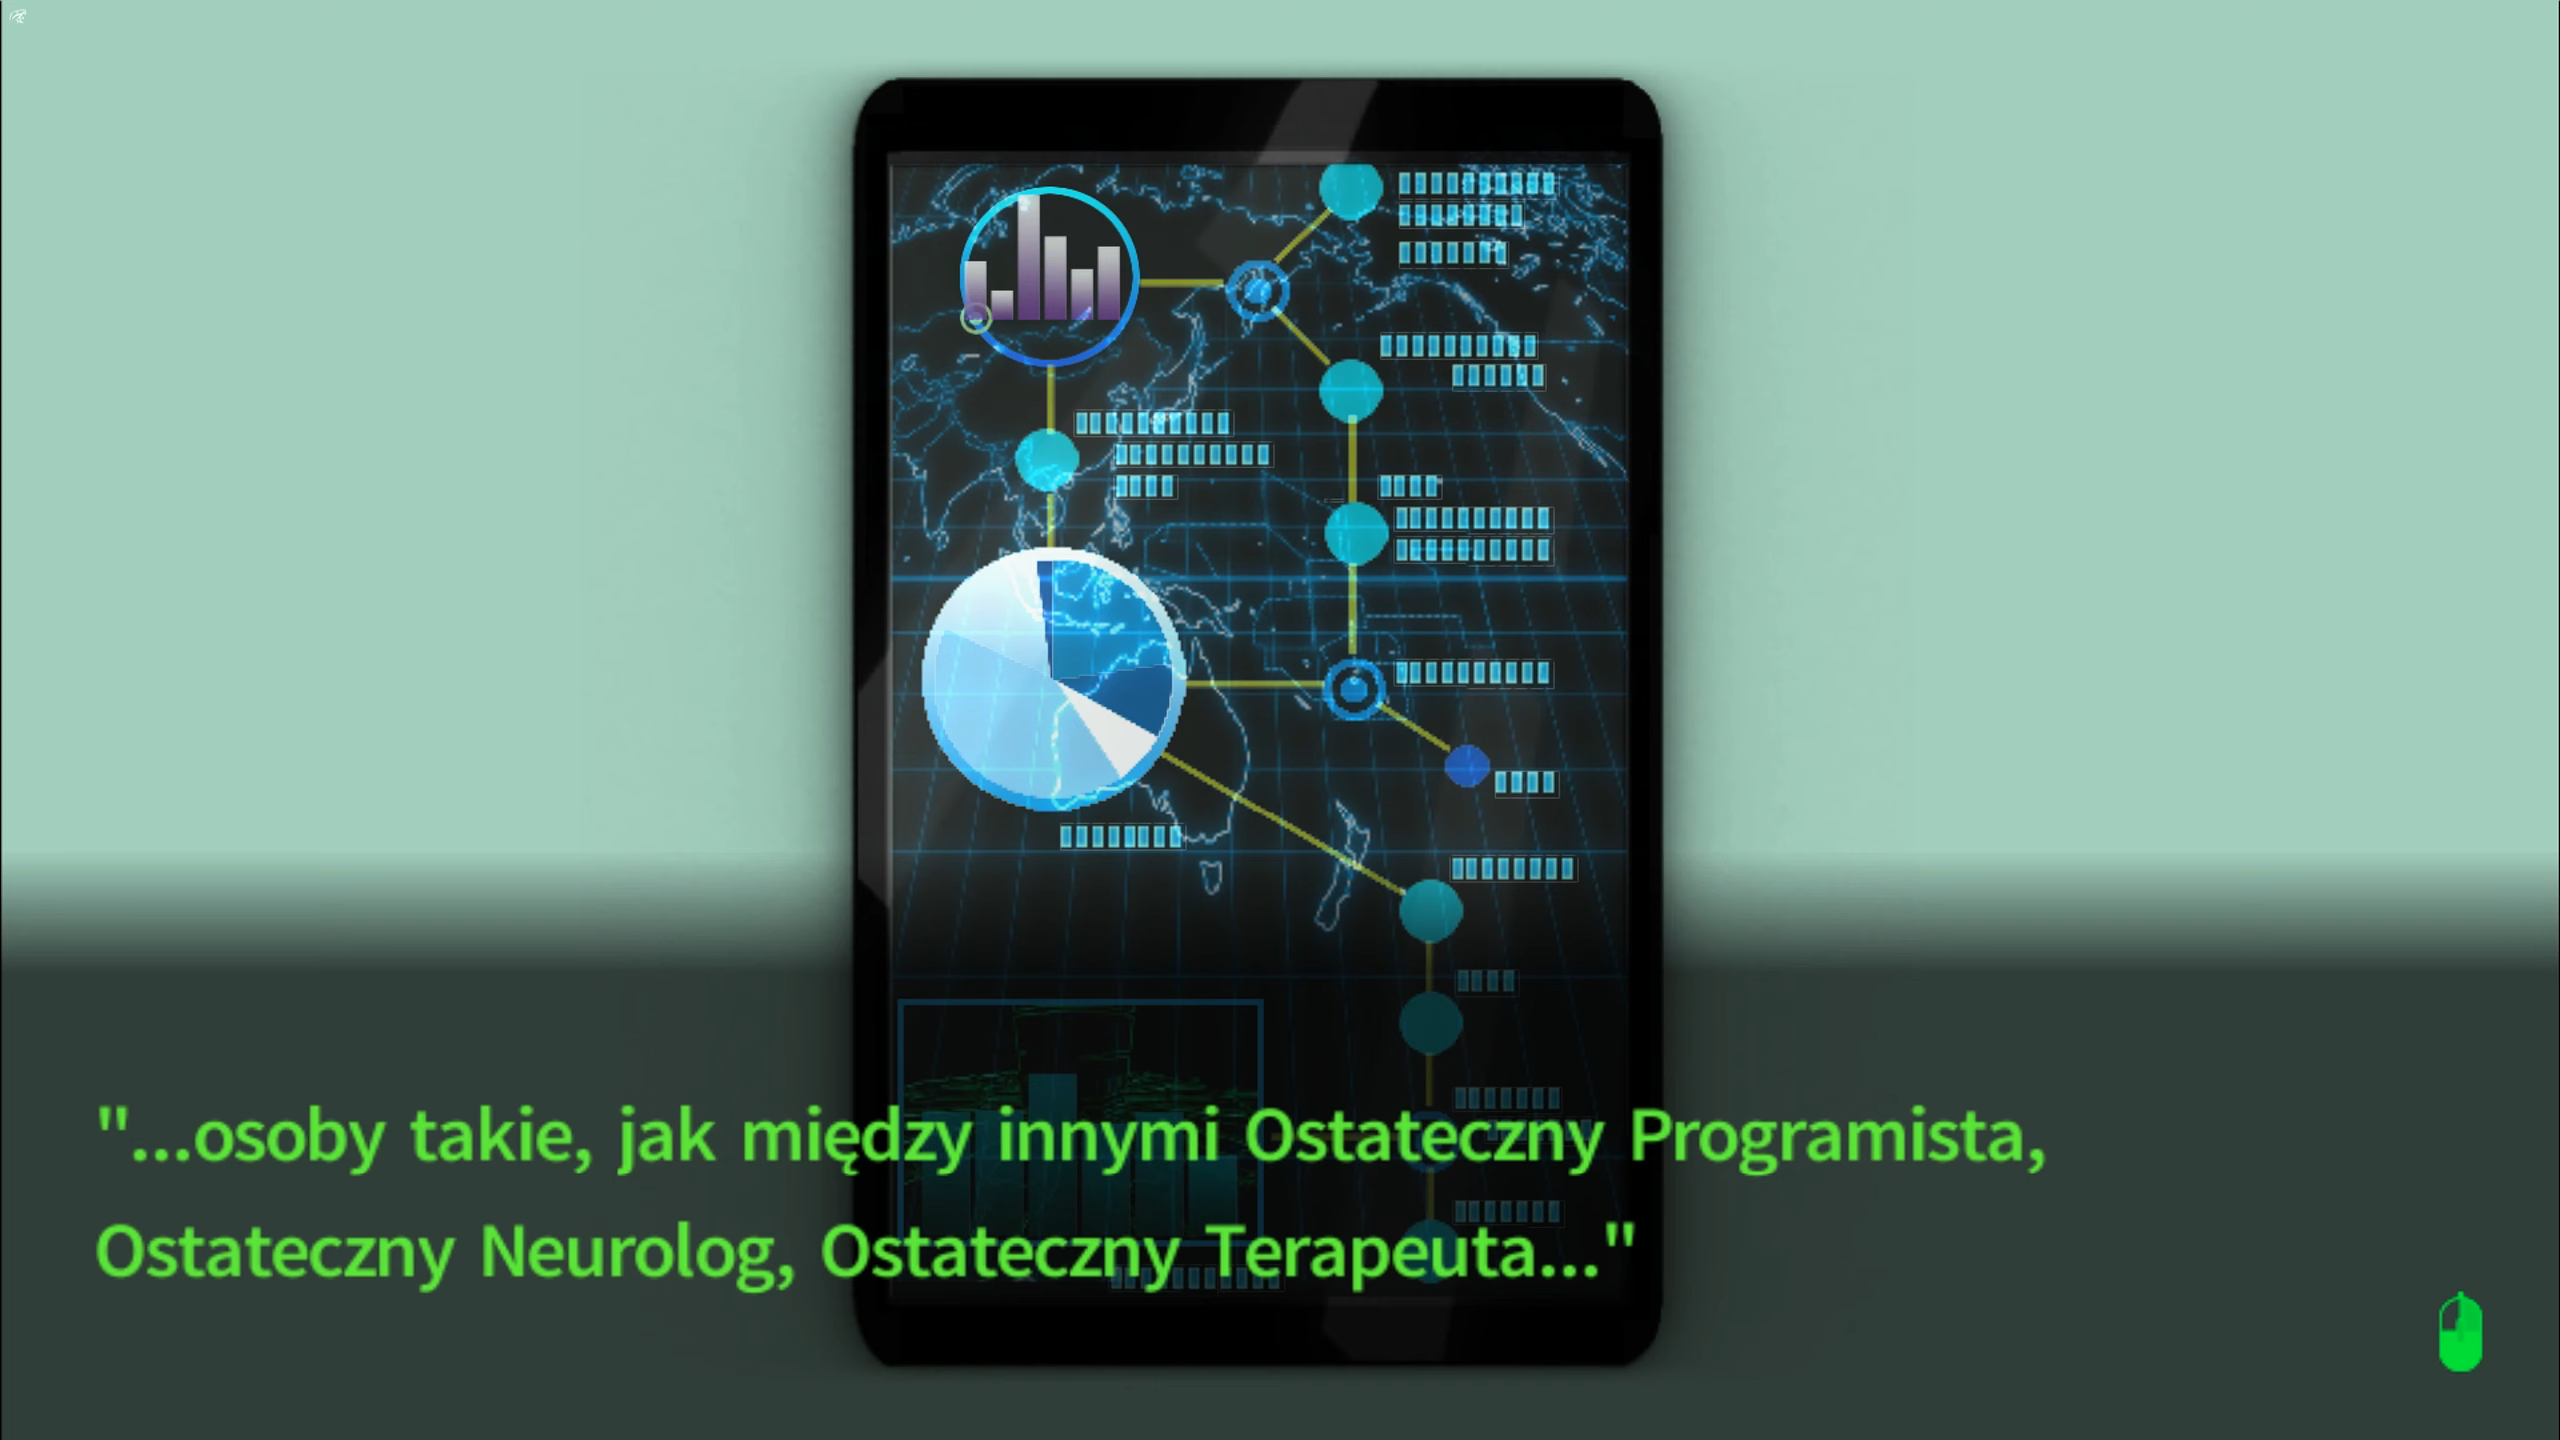 "...osoby takie, jak między innymi Ostateczny Programista,
Ostateczny Neurolog, Ostateczny Terapeuta..."